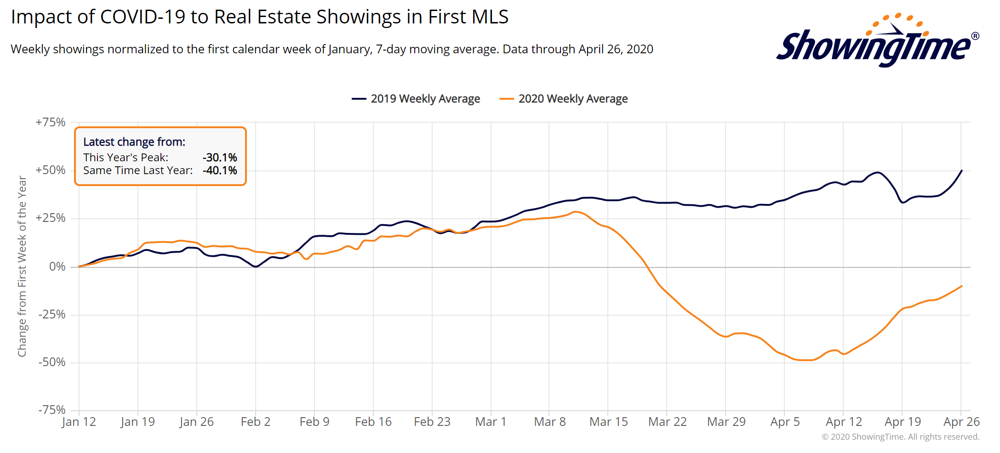 Impact of COVID-19 to Real Estate Showings in First MLS
Weekly showings normalized to the first calendar week of January, 7-day moving average. Data through April 26, 2020
ShowingTime®
2019 Weekly Average 2020 Weekly Average
Latest change from:
This Year's Peak: -30.1%
Same Time Last Year: -40.1%
Change from First Week of the Year
+75%
+50%
+25%
0%
-25%
-50%
-75%
Jan 12 Jan 19 Jan 26 Feb 2 Feb 9 Feb 16 Feb 23 Mar 1 Mar 8 Mar 15 Mar 22 Mar 29 Apr 5 Apr 12 Apr 19 Apr 26
© 2020 ShowingTime. All rights reserved.